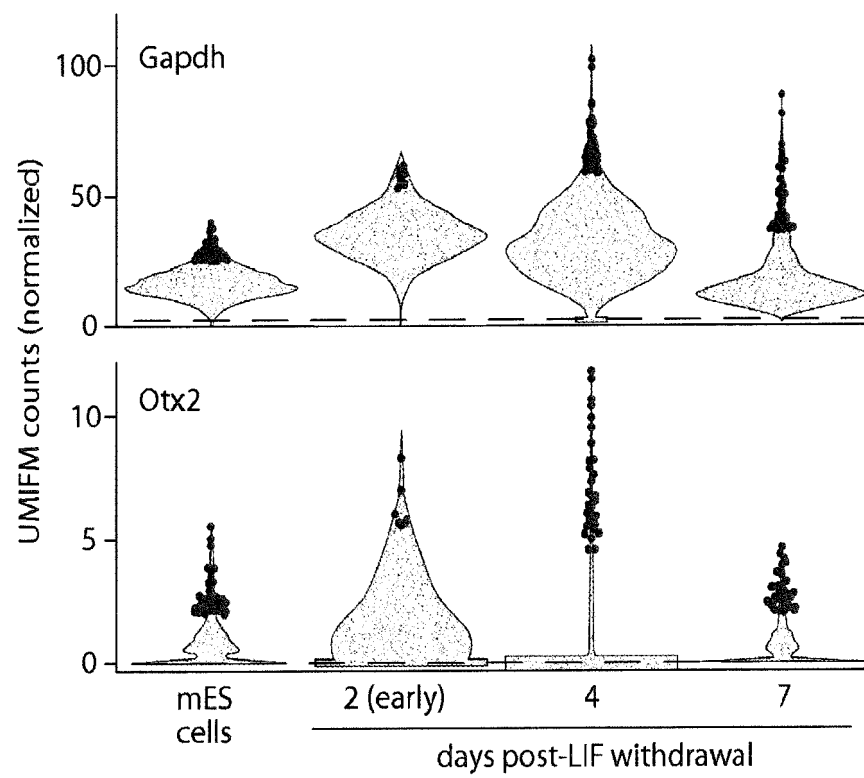 Gapdh
100
50
0
UMIFM counts (normalized)
Otx2
10
5
0
mES cells
2 (early)
4
7
days post-LIF withdrawal